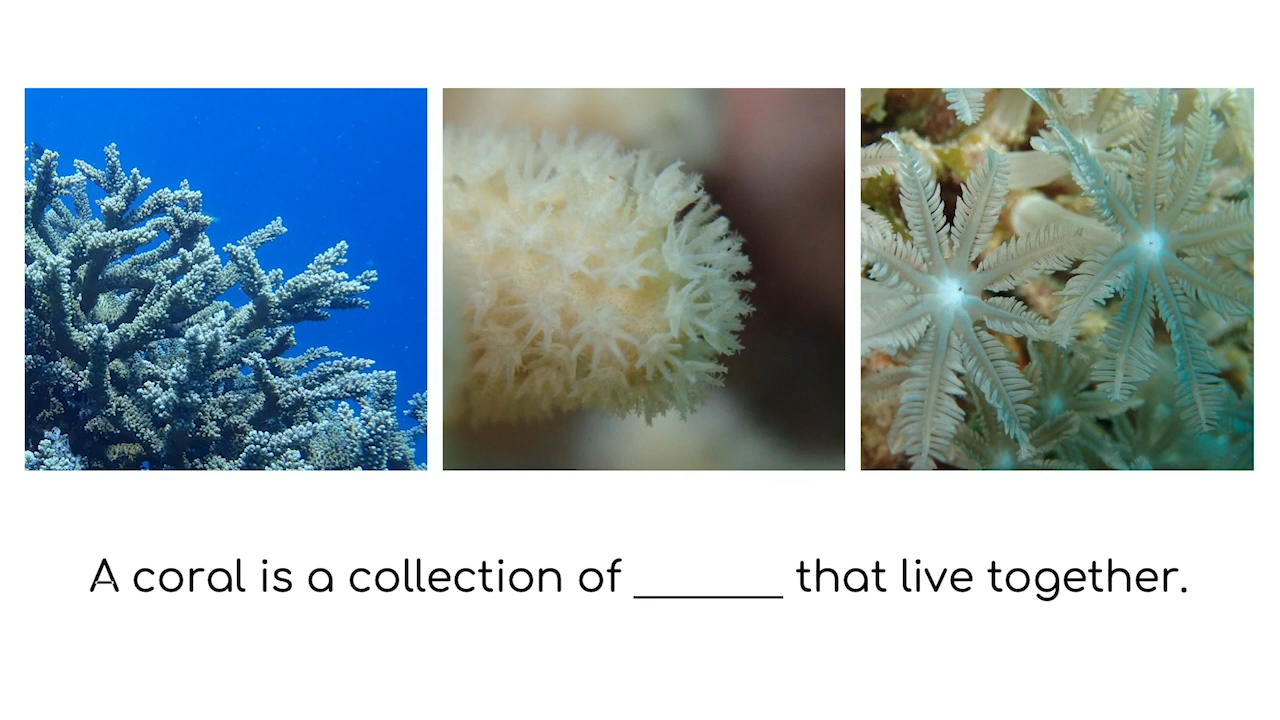 A coral is a collection of _______ that live together.